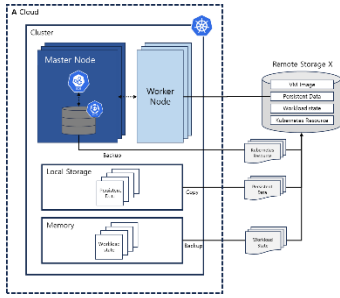 A Cloud
Cluster
Master Node
Worker
Node
Remote Storage X
VM Image
Persistent Data
Workload state
Kubernetes Resource
Backup
Kubernetes
Resource
Local Storage
Persistent
Data
Copy
Persistent
Data
Memory
Workload
state
Backup
Workload
State